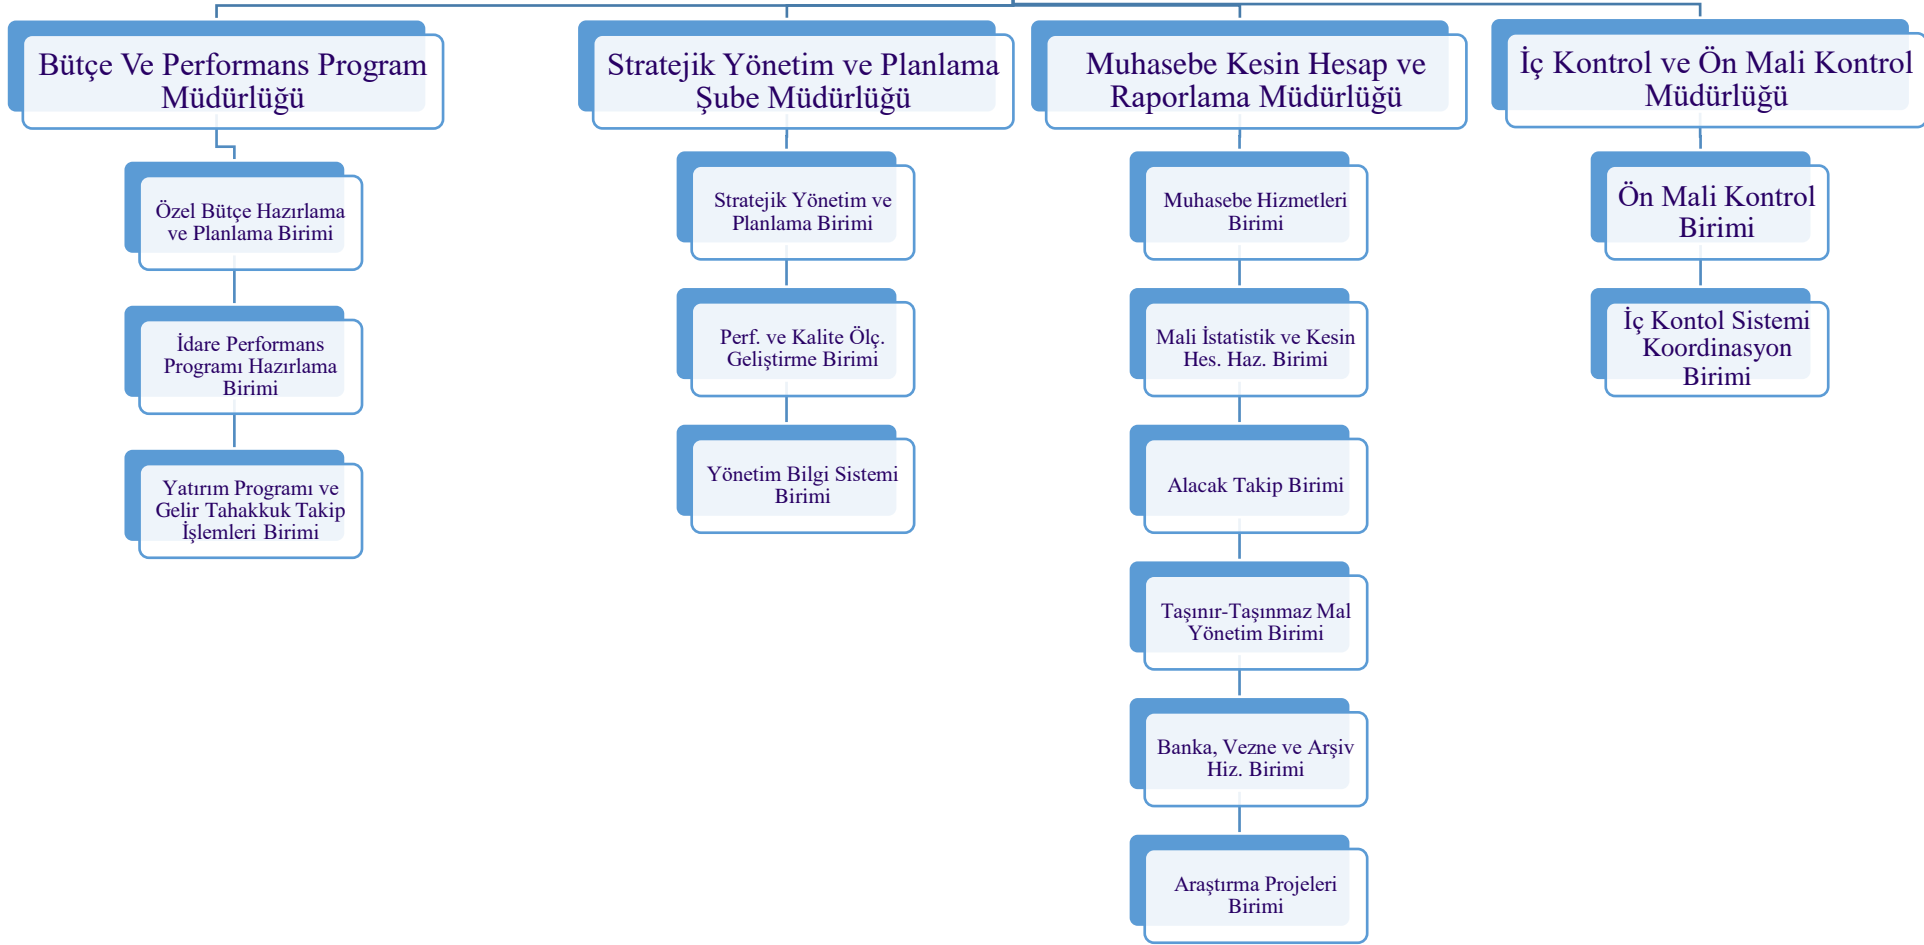 Bütçe Ve Performans Program
Müdürlüğü
Özel Bütçe Hazırlama
ve Planlama Birimi
İdare Performans
Programı Hazırlama
Birimi
Yatırım Programı ve
Gelir Tahakkuk Takip
İşlemleri Birimi
Stratejik Yönetim ve Planlama
Şube Müdürlüğü
Stratejik Yönetim ve
Planlama Birimi
Perf. ve Kalite Ölç.
Geliştirme Birimi
Yönetim Bilgi Sistemi
Birimi
Muhasebe Kesin Hesap ve
Raporlama Müdürlüğü
Muhasebe Hizmetleri
Birimi
Mali İstatistik ve Kesin
Hes. Haz. Birimi
Alacak Takip Birimi
Taşınır-Taşınmaz Mal
Yönetim Birimi
Banka, Vezne ve Arşiv
Hiz. Birimi
Araştırma Projeleri
Birimi
İç Kontrol ve Ön Mali Kontrol
Müdürlüğü
Ön Mali Kontrol
Birimi
İç Kontol Sistemi
Koordinasyon
Birimi